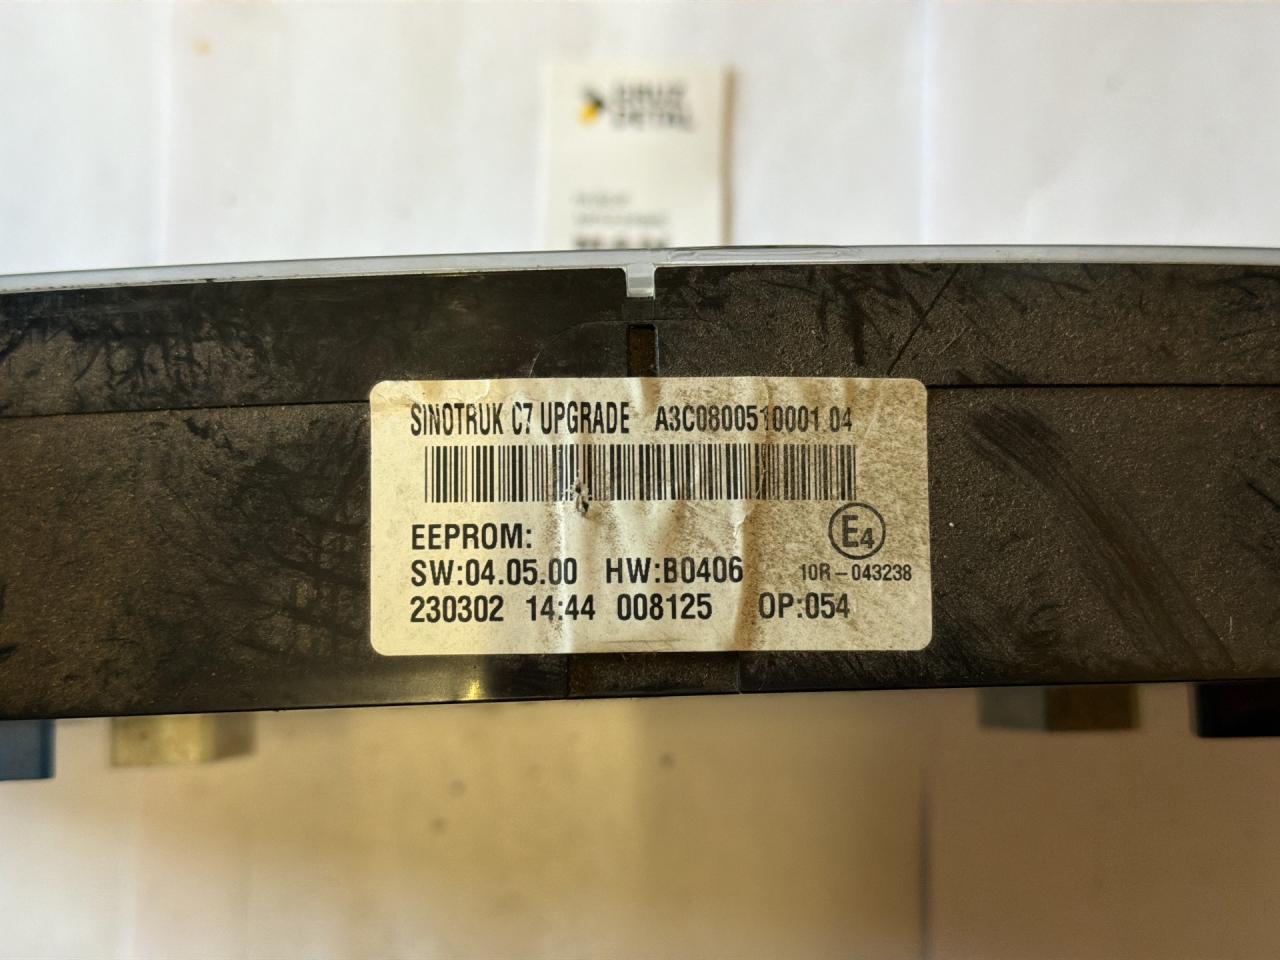 SINOTRUK C7 UPGRADE A3C0800510001 04
EEPROM:
E4
SW:04.05.00 HW:B0406
10R-043238
230302 14:44 008125 OP:054